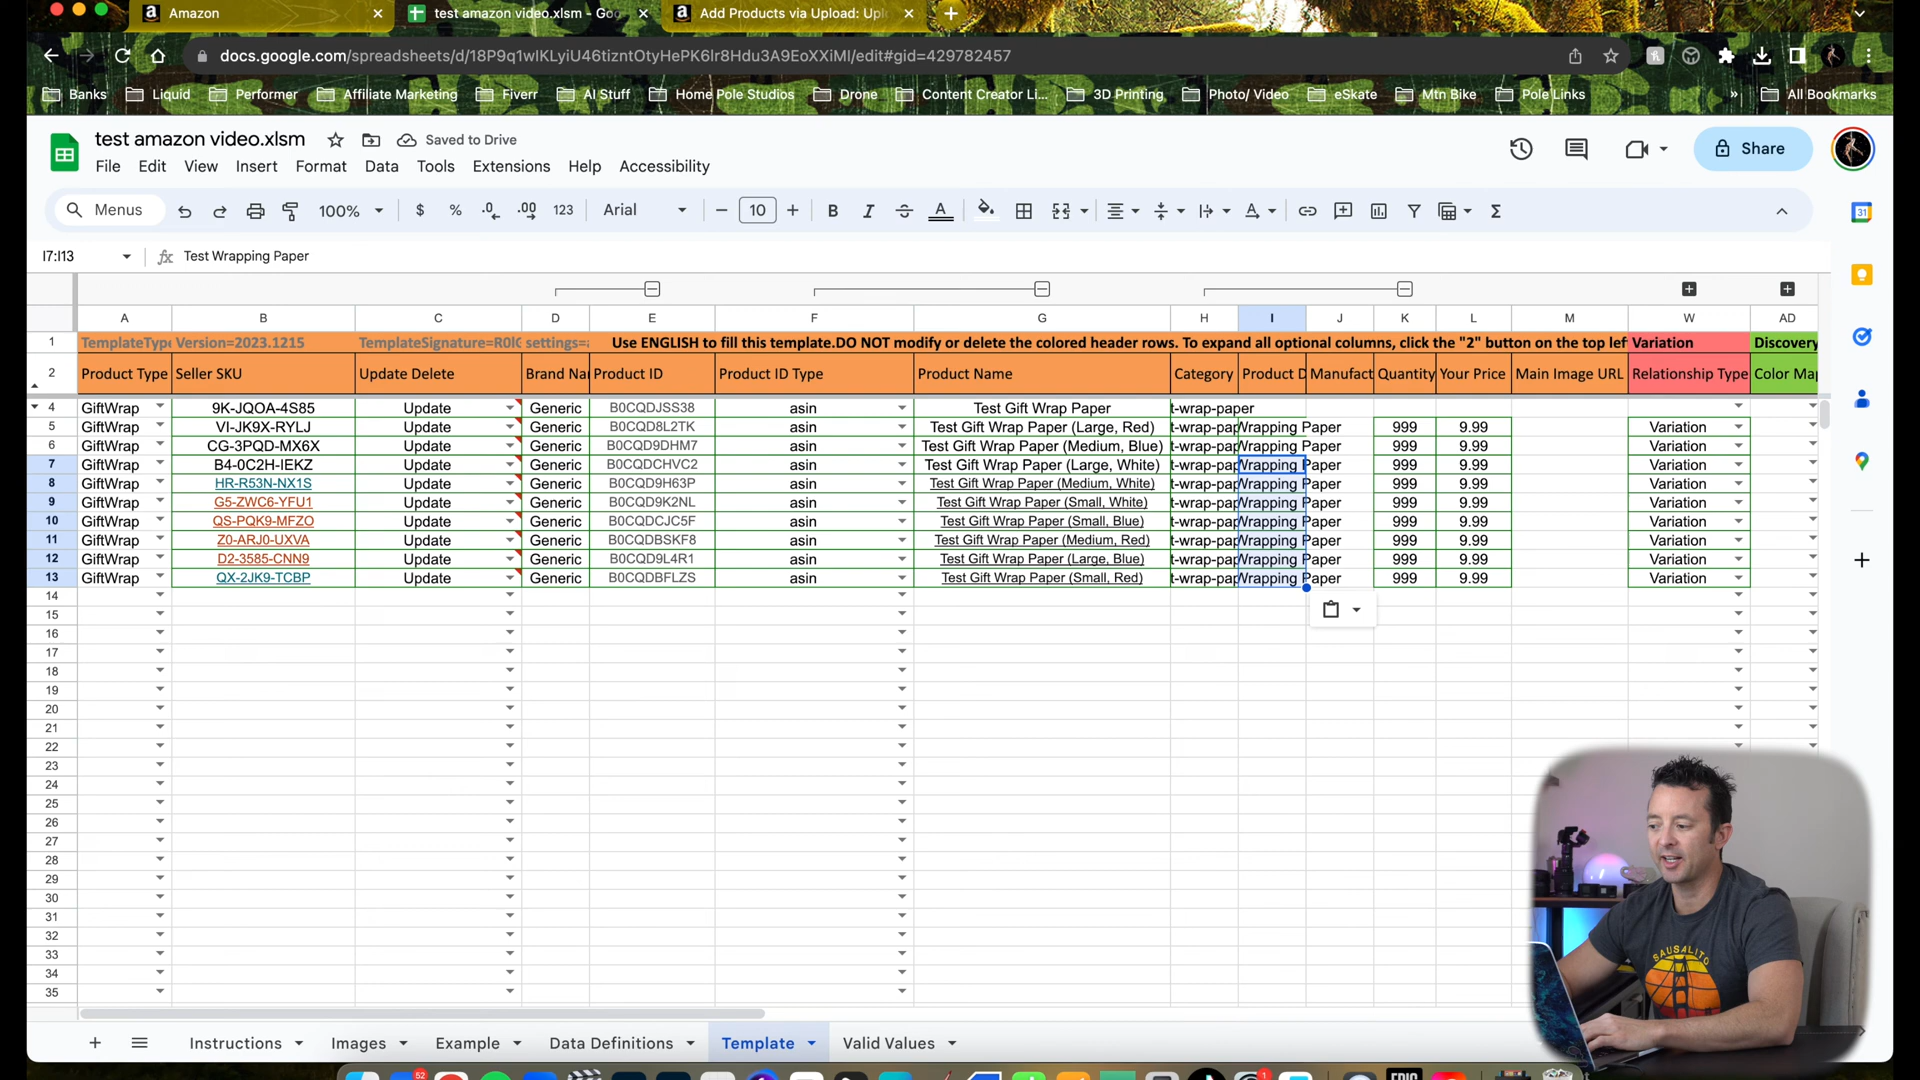 Amazon
test amazon video.xlsm - Goo
Add Products via Upload: Uplo
docs.google.com/spreadsheets/d/18P9q1wIKLyiU46tizntOtyHePK6lr8Hdu3A9EoXXiMI/edit#gid=429782457
Banks Liquid Performer Affiliate Marketing Fiverr AI Stuff Home Pole Studios Drone Content Creator Li... 3D Printing Photo/ Video eSkate Mtn Bike Pole Links » All Bookmarks
test amazon video.xlsm Saved to Drive
File Edit View Insert Format Data Tools Extensions Help Accessibility
Share
Menus 100% $ % .0 .00 123 Arial 10 B I A
I7:I13 fx Test Wrapping Paper
A B C D E F G H I J K L M W AD
1 TemplateType Version=2023.1215 TemplateSignature=R0lG settings=a Use ENGLISH to fill this template.DO NOT modify or delete the colored header rows. To expand all optional columns, click the "2" button on the top lef Variation Discovery
2 Product Type Seller SKU Update Delete Brand Nar Product ID Product ID Type Product Name Category Product D Manufact Quantity Your Price Main Image URL Relationship Type Color Map
4 GiftWrap 9K-JQOA-4S85 Update Generic B0CQDJSS38 asin Test Gift Wrap Paper t-wrap-paper
5 GiftWrap VI-JK9X-RYLJ Update Generic B0CQD8L2TK asin Test Gift Wrap Paper (Large, Red) t-wrap-pap Wrapping Paper 999 9.99 Variation
6 GiftWrap CG-3PQD-MX6X Update Generic B0CQD9DHM7 asin Test Gift Wrap Paper (Medium, Blue) t-wrap-pap Wrapping Paper 999 9.99 Variation
7 GiftWrap B4-0C2H-IEKZ Update Generic B0CQDCHVC2 asin Test Gift Wrap Paper (Large, White) t-wrap-pap Wrapping Paper 999 9.99 Variation
8 GiftWrap HR-R53N-NX1S Update Generic B0CQD9H63P asin Test Gift Wrap Paper (Medium, White) t-wrap-pap Wrapping Paper 999 9.99 Variation
9 GiftWrap G5-ZWC6-YFU1 Update Generic B0CQD9K2NL asin Test Gift Wrap Paper (Small, White) t-wrap-pap Wrapping Paper 999 9.99 Variation
10 GiftWrap QS-PQK9-MFZO Update Generic B0CQDCJC5F asin Test Gift Wrap Paper (Small, Blue) t-wrap-pap Wrapping Paper 999 9.99 Variation
11 GiftWrap Z0-ARJ0-UXVA Update Generic B0CQDBSKF8 asin Test Gift Wrap Paper (Medium, Red) t-wrap-pap Wrapping Paper 999 9.99 Variation
12 GiftWrap D2-3585-CNN9 Update Generic B0CQD9L4R1 asin Test Gift Wrap Paper (Large, Blue) t-wrap-pap Wrapping Paper 999 9.99 Variation
13 GiftWrap QX-2JK9-TCBP Update Generic B0CQDBFLZS asin Test Gift Wrap Paper (Small, Red) t-wrap-pap Wrapping Paper 999 9.99 Variation
14
15
16
17
18
19
20
21
22
23
24
25
26
27
28
29
30
31
32
33
34
35
SAUSALITO
Instructions Images Example Data Definitions Template Valid Values
52
EPIC
1
31